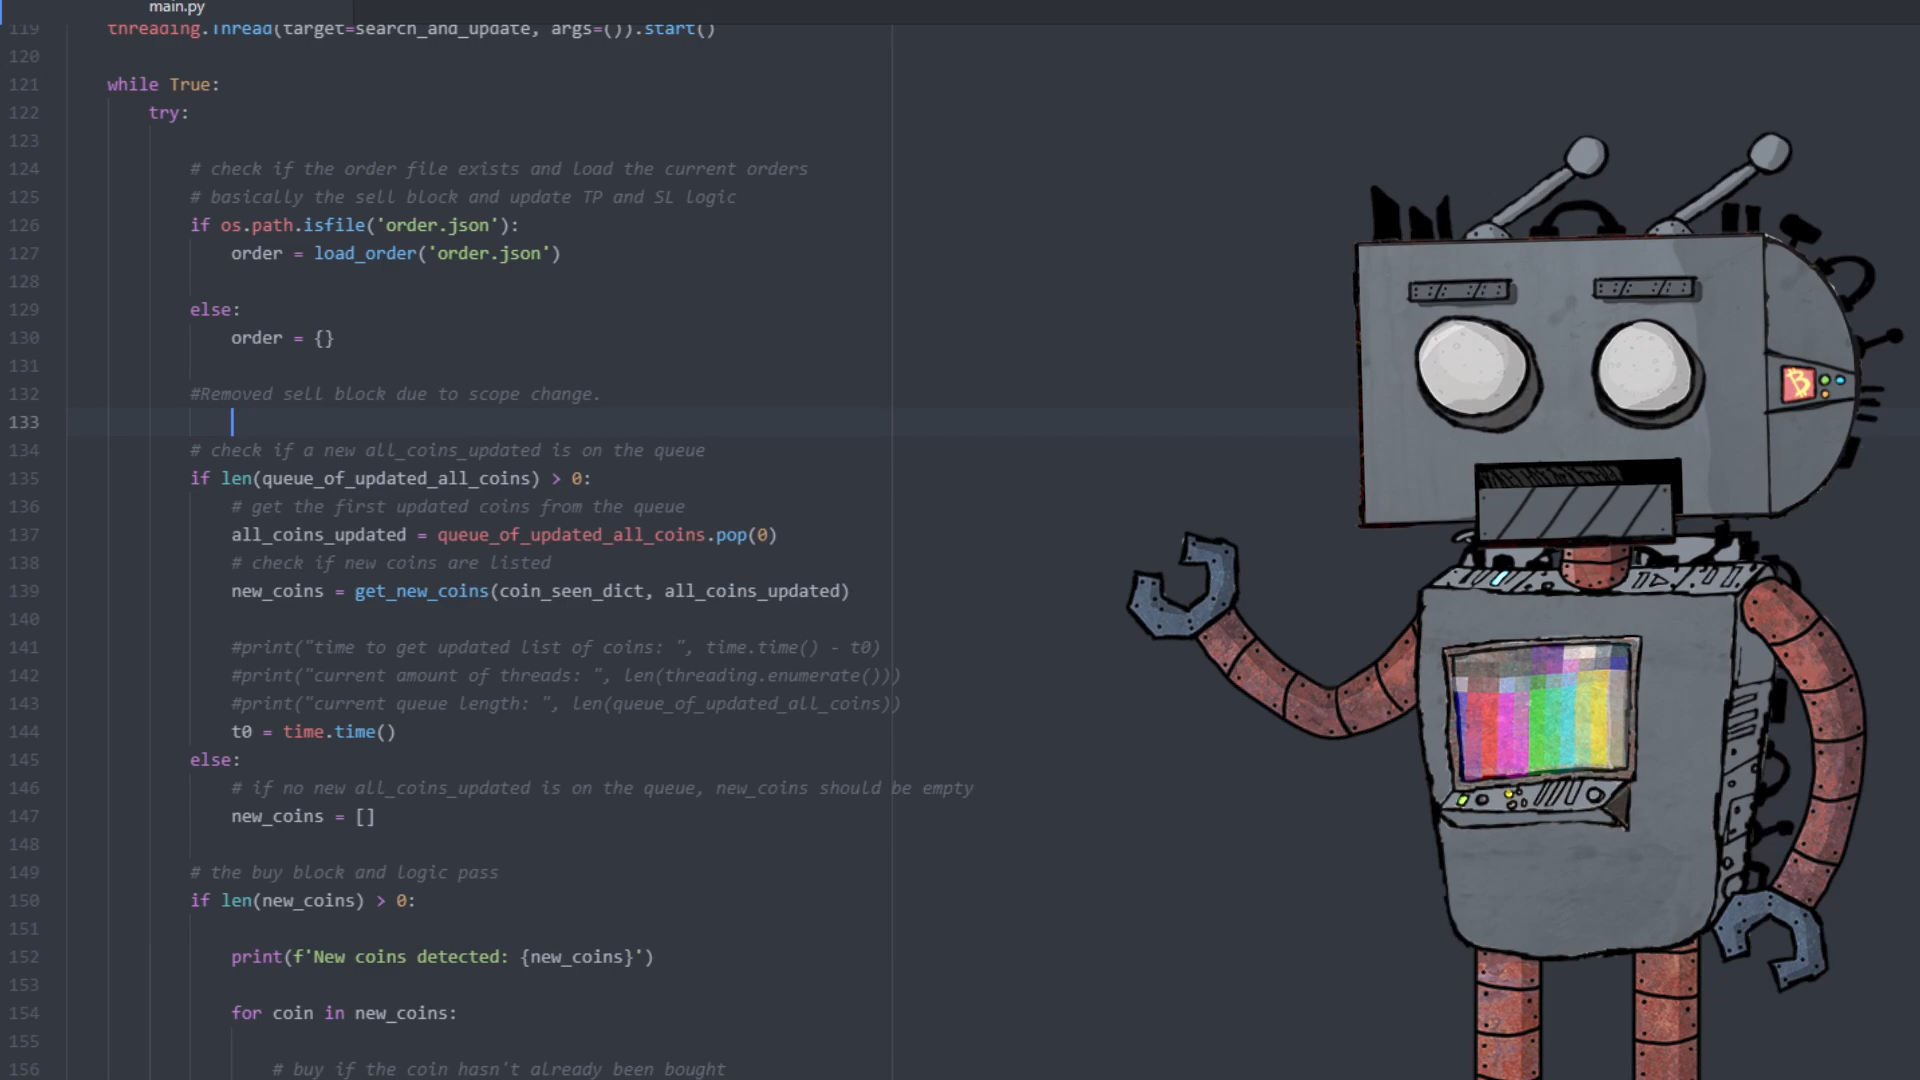 main.py
119 threading.Thread(target=search_and_update, args=()).start()
120
121 while True:
122 try:
123
124 # check if the order file exists and load the current orders
125 # basically the sell block and update TP and SL logic
126 if os.path.isfile('order.json'):
127 order = load_order('order.json')
128
129 else:
130 order = {}
131
132 #Removed sell block due to scope change.
133
134 # check if a new all_coins_updated is on the queue
135 if len(queue_of_updated_all_coins) > 0:
136 # get the first updated coins from the queue
137 all_coins_updated = queue_of_updated_all_coins.pop(0)
138 # check if new coins are listed
139 new_coins = get_new_coins(coin_seen_dict, all_coins_updated)
140
141 #print("time to get updated list of coins: ", time.time() - t0)
142 #print("current amount of threads: ", len(threading.enumerate()))
143 #print("current queue length: ", len(queue_of_updated_all_coins))
144 t0 = time.time()
145 else:
146 # if no new all_coins_updated is on the queue, new_coins should be empty
147 new_coins = []
148
149 # the buy block and logic pass
150 if len(new_coins) > 0:
151
152 print(f'New coins detected: {new_coins}')
153
154 for coin in new_coins:
155
156 # buy if the coin hasn't already been bought